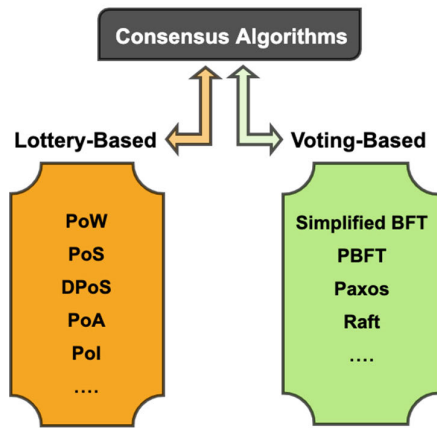 Consensus Algorithms
Lottery-Based
Voting-Based
PoW
PoS
DPoS
PoA
PoI
....
Simplified BFT
PBFT
Paxos
Raft
....